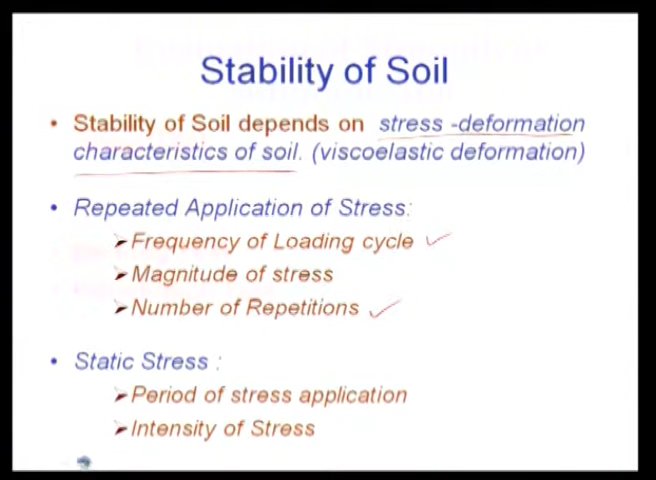 Stability of Soil
• Stability of Soil depends on stress -deformation
characteristics of soil. (viscoelastic deformation)
• Repeated Application of Stress:
➢Frequency of Loading cycle
➢Magnitude of stress
➢Number of Repetitions
• Static Stress :
➢Period of stress application
➢Intensity of Stress